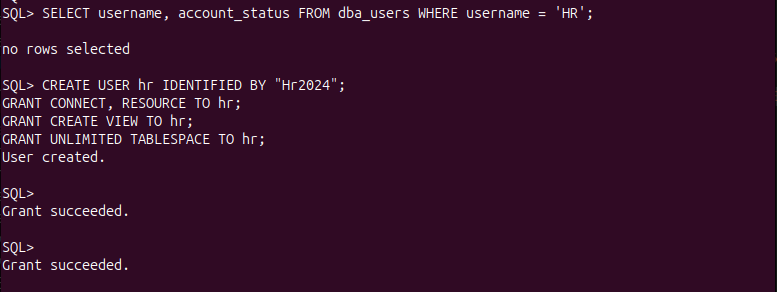 SQL> SELECT username, account_status FROM dba_users WHERE username = 'HR';
no rows selected
SQL> CREATE USER hr IDENTIFIED BY "Hr2024";
GRANT CONNECT, RESOURCE TO hr;
GRANT CREATE VIEW TO hr;
GRANT UNLIMITED TABLESPACE TO hr;
User created.
SQL>
Grant succeeded.
SQL>
Grant succeeded.